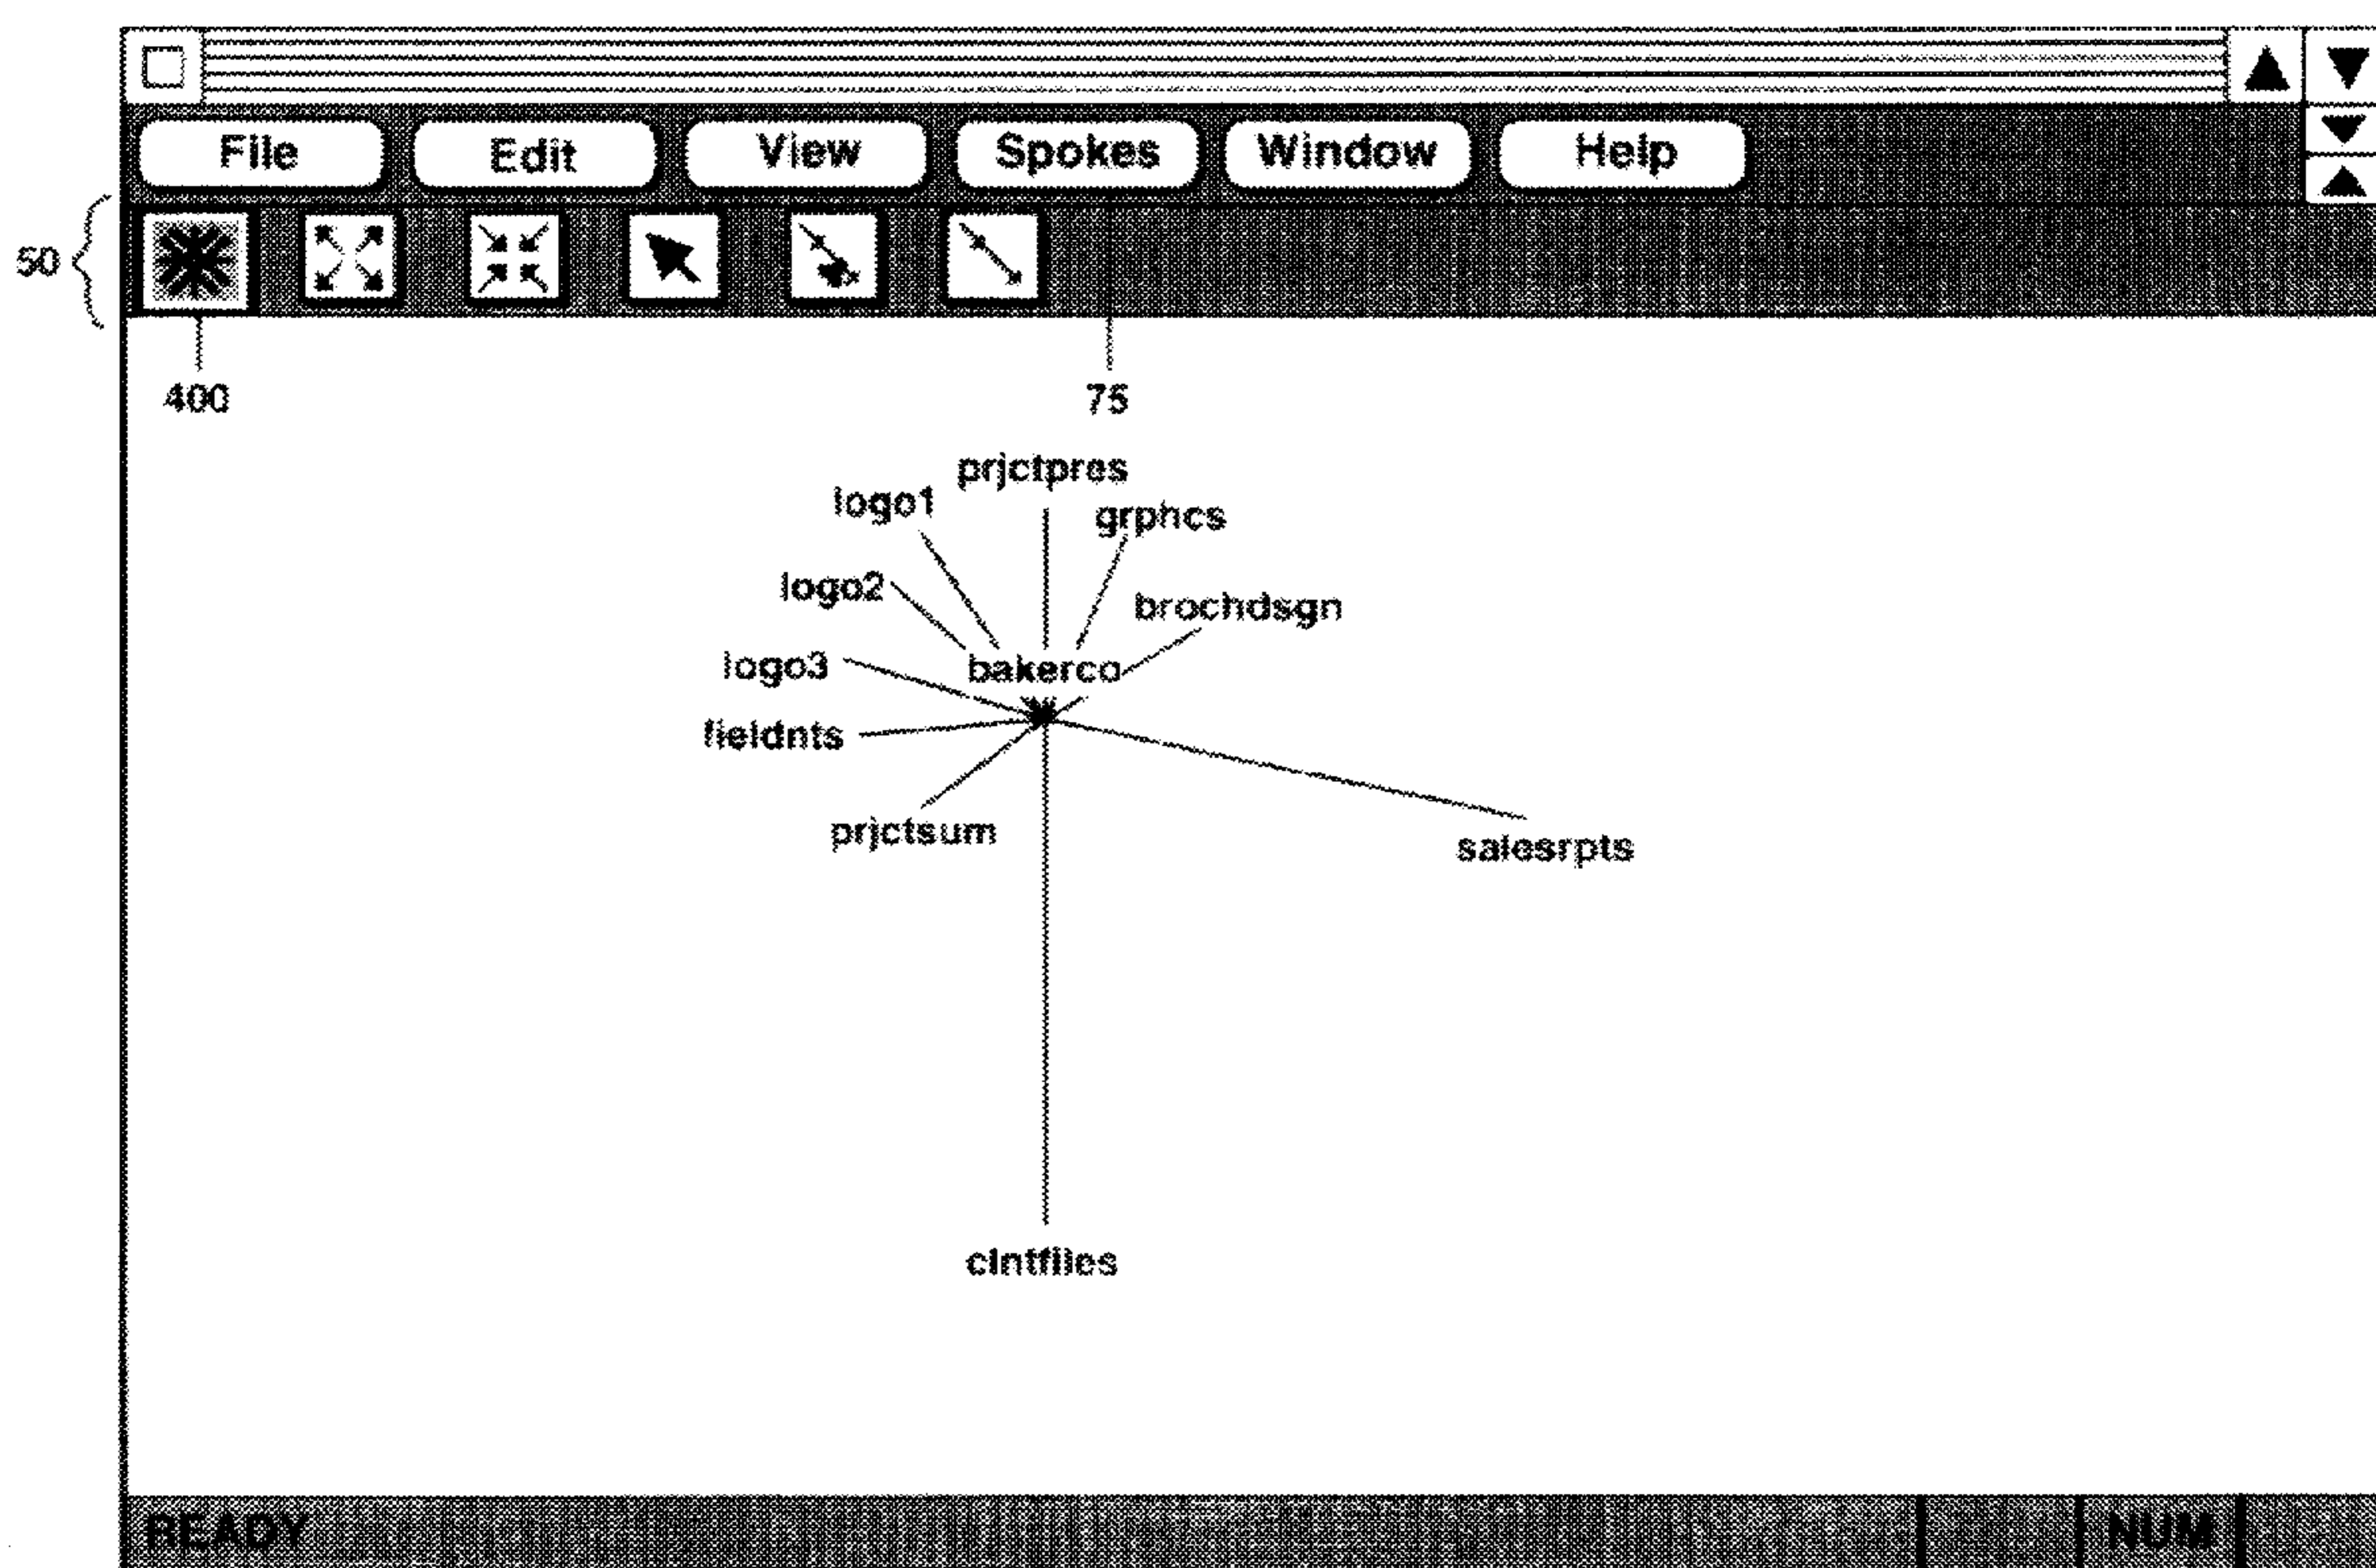 File Edit View Spokes Window Help
50
400
75
prjctpres
logo1
grphcs
logo2
brochdsgn
logo3
bakerco
fieldnts
prjctsum
salesrpts
clntfiles
READY NUM